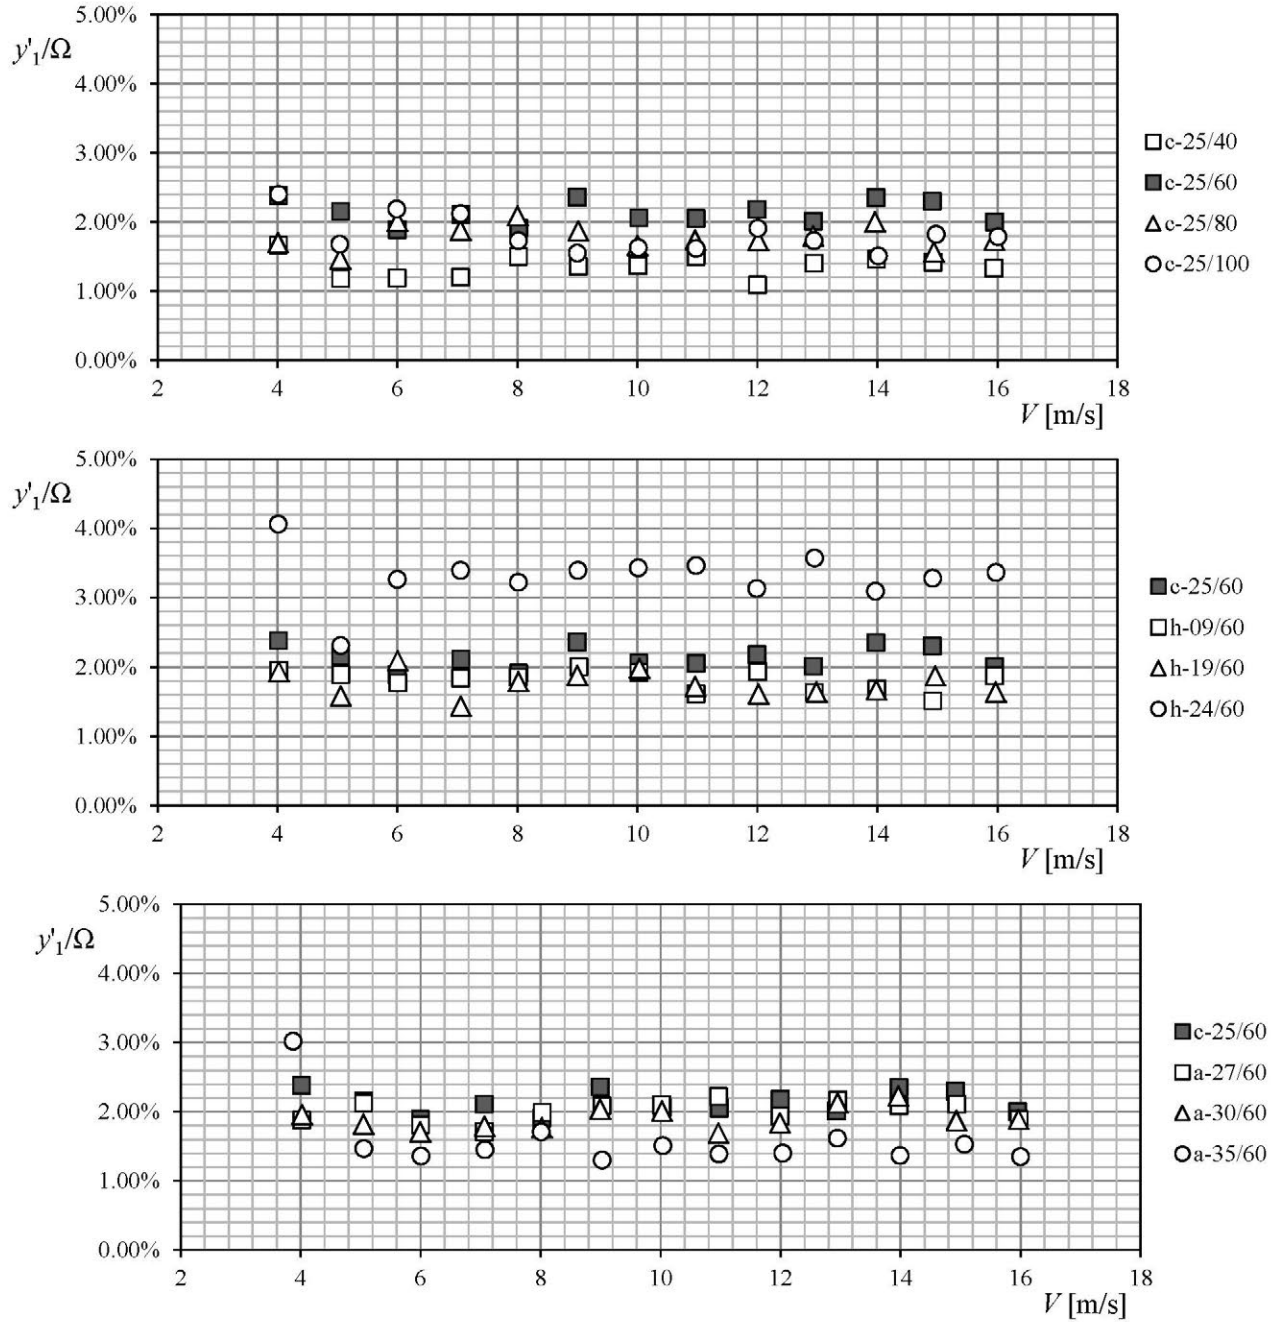 5.00%
y'₁/Ω
4.00%
3.00%
2.00%
1.00%
0.00%
2 4 6 8 10 12 14 16 18
V [m/s]
c-25/40
c-25/60
c-25/80
c-25/100
5.00%
y'₁/Ω
4.00%
3.00%
2.00%
1.00%
0.00%
2 4 6 8 10 12 14 16 18
V [m/s]
c-25/60
h-09/60
h-19/60
h-24/60
5.00%
y'₁/Ω
4.00%
3.00%
2.00%
1.00%
0.00%
2 4 6 8 10 12 14 16 18
V [m/s]
c-25/60
a-27/60
a-30/60
a-35/60